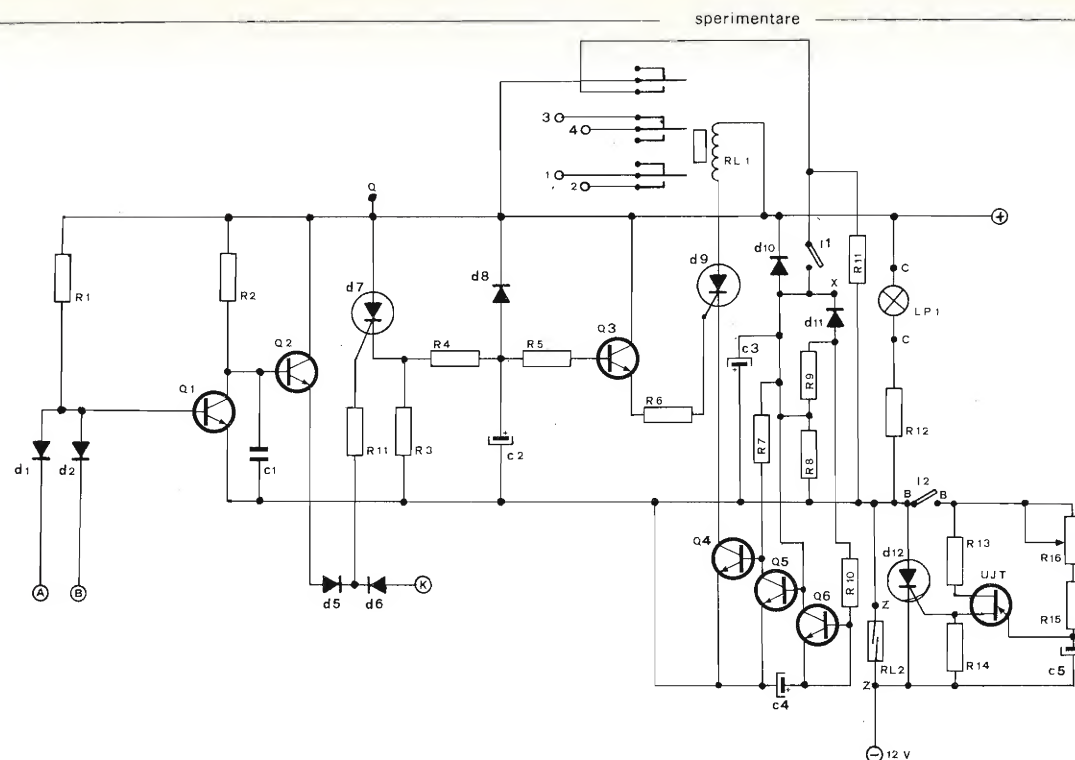 sperimentare
3
4
RL1
1
2
Q
+
d10
I1
R11
C
R1
R2
d7
d8
d9
X
LP1
Q3
d11
Q2
R4
R5
c3
C
R9
Q1
R6
R12
d1
d2
c1
R11
R3
c2
R7
R8
B
I2
B
Q4
d12
R13
R16
Q5
R10
UJT
A
B
d5
d6
K
Q6
Z
R15
RL2
R14
c5
Z
c4
− 12 V